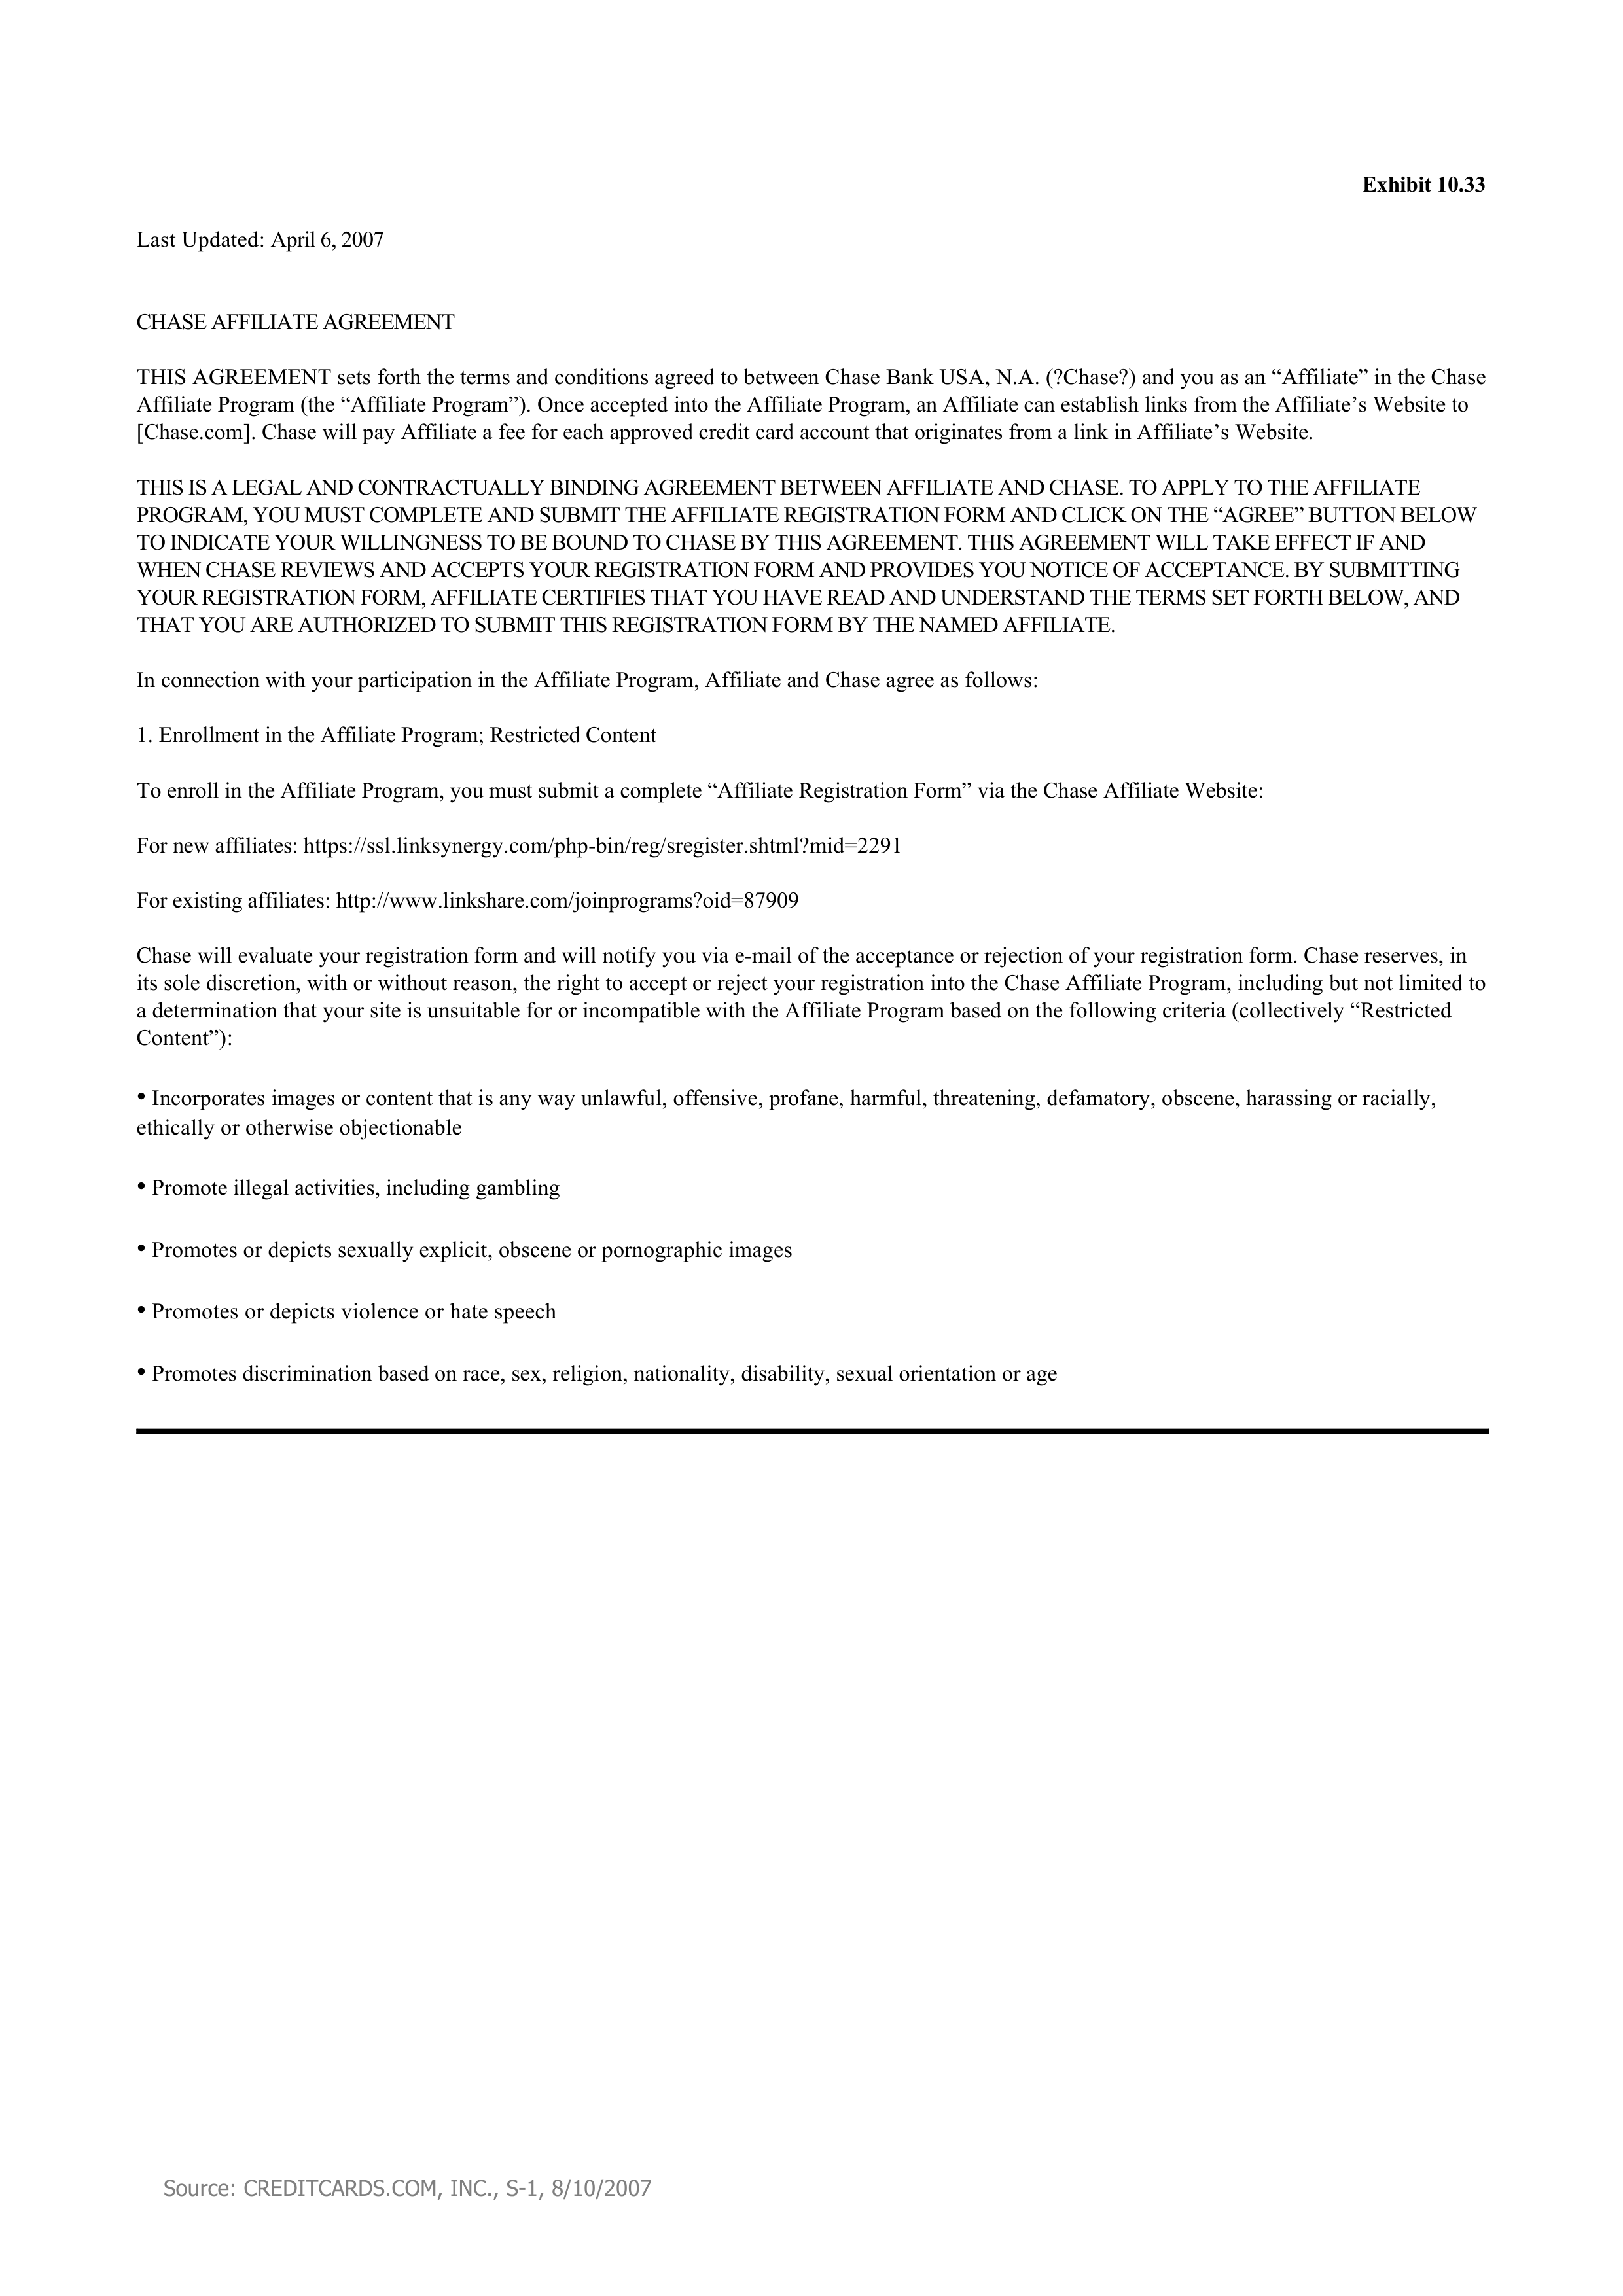 Exhibit 10.33
Last Updated: April 6, 2007
CHASE AFFILIATE AGREEMENT
THIS AGREEMENT sets forth the terms and conditions agreed to between Chase Bank USA, N.A. (?Chase?) and you as an “Affiliate” in the Chase
Affiliate Program (the “Affiliate Program”). Once accepted into the Affiliate Program, an Affiliate can establish links from the Affiliate’s Website to
[Chase.com]. Chase will pay Affiliate a fee for each approved credit card account that originates from a link in Affiliate’s Website.
THIS IS A LEGAL AND CONTRACTUALLY BINDING AGREEMENT BETWEEN AFFILIATE AND CHASE. TO APPLY TO THE AFFILIATE
PROGRAM, YOU MUST COMPLETE AND SUBMIT THE AFFILIATE REGISTRATION FORM AND CLICK ON THE “AGREE” BUTTON BELOW
TO INDICATE YOUR WILLINGNESS TO BE BOUND TO CHASE BY THIS AGREEMENT. THIS AGREEMENT WILL TAKE EFFECT IF AND
WHEN CHASE REVIEWS AND ACCEPTS YOUR REGISTRATION FORM AND PROVIDES YOU NOTICE OF ACCEPTANCE. BY SUBMITTING
YOUR REGISTRATION FORM, AFFILIATE CERTIFIES THAT YOU HAVE READ AND UNDERSTAND THE TERMS SET FORTH BELOW, AND
THAT YOU ARE AUTHORIZED TO SUBMIT THIS REGISTRATION FORM BY THE NAMED AFFILIATE.
In connection with your participation in the Affiliate Program, Affiliate and Chase agree as follows:
1. Enrollment in the Affiliate Program; Restricted Content
To enroll in the Affiliate Program, you must submit a complete “Affiliate Registration Form” via the Chase Affiliate Website:
For new affiliates: https://ssl.linksynergy.com/php-bin/reg/sregister.shtml?mid=2291
For existing affiliates: http://www.linkshare.com/joinprograms?oid=87909
Chase will evaluate your registration form and will notify you via e-mail of the acceptance or rejection of your registration form. Chase reserves, in
its sole discretion, with or without reason, the right to accept or reject your registration into the Chase Affiliate Program, including but not limited to
a determination that your site is unsuitable for or incompatible with the Affiliate Program based on the following criteria (collectively “Restricted
Content”):
• Incorporates images or content that is any way unlawful, offensive, profane, harmful, threatening, defamatory, obscene, harassing or racially,
ethically or otherwise objectionable
• Promote illegal activities, including gambling
• Promotes or depicts sexually explicit, obscene or pornographic images
• Promotes or depicts violence or hate speech
• Promotes discrimination based on race, sex, religion, nationality, disability, sexual orientation or age
Source: CREDITCARDS.COM, INC., S-1, 8/10/2007